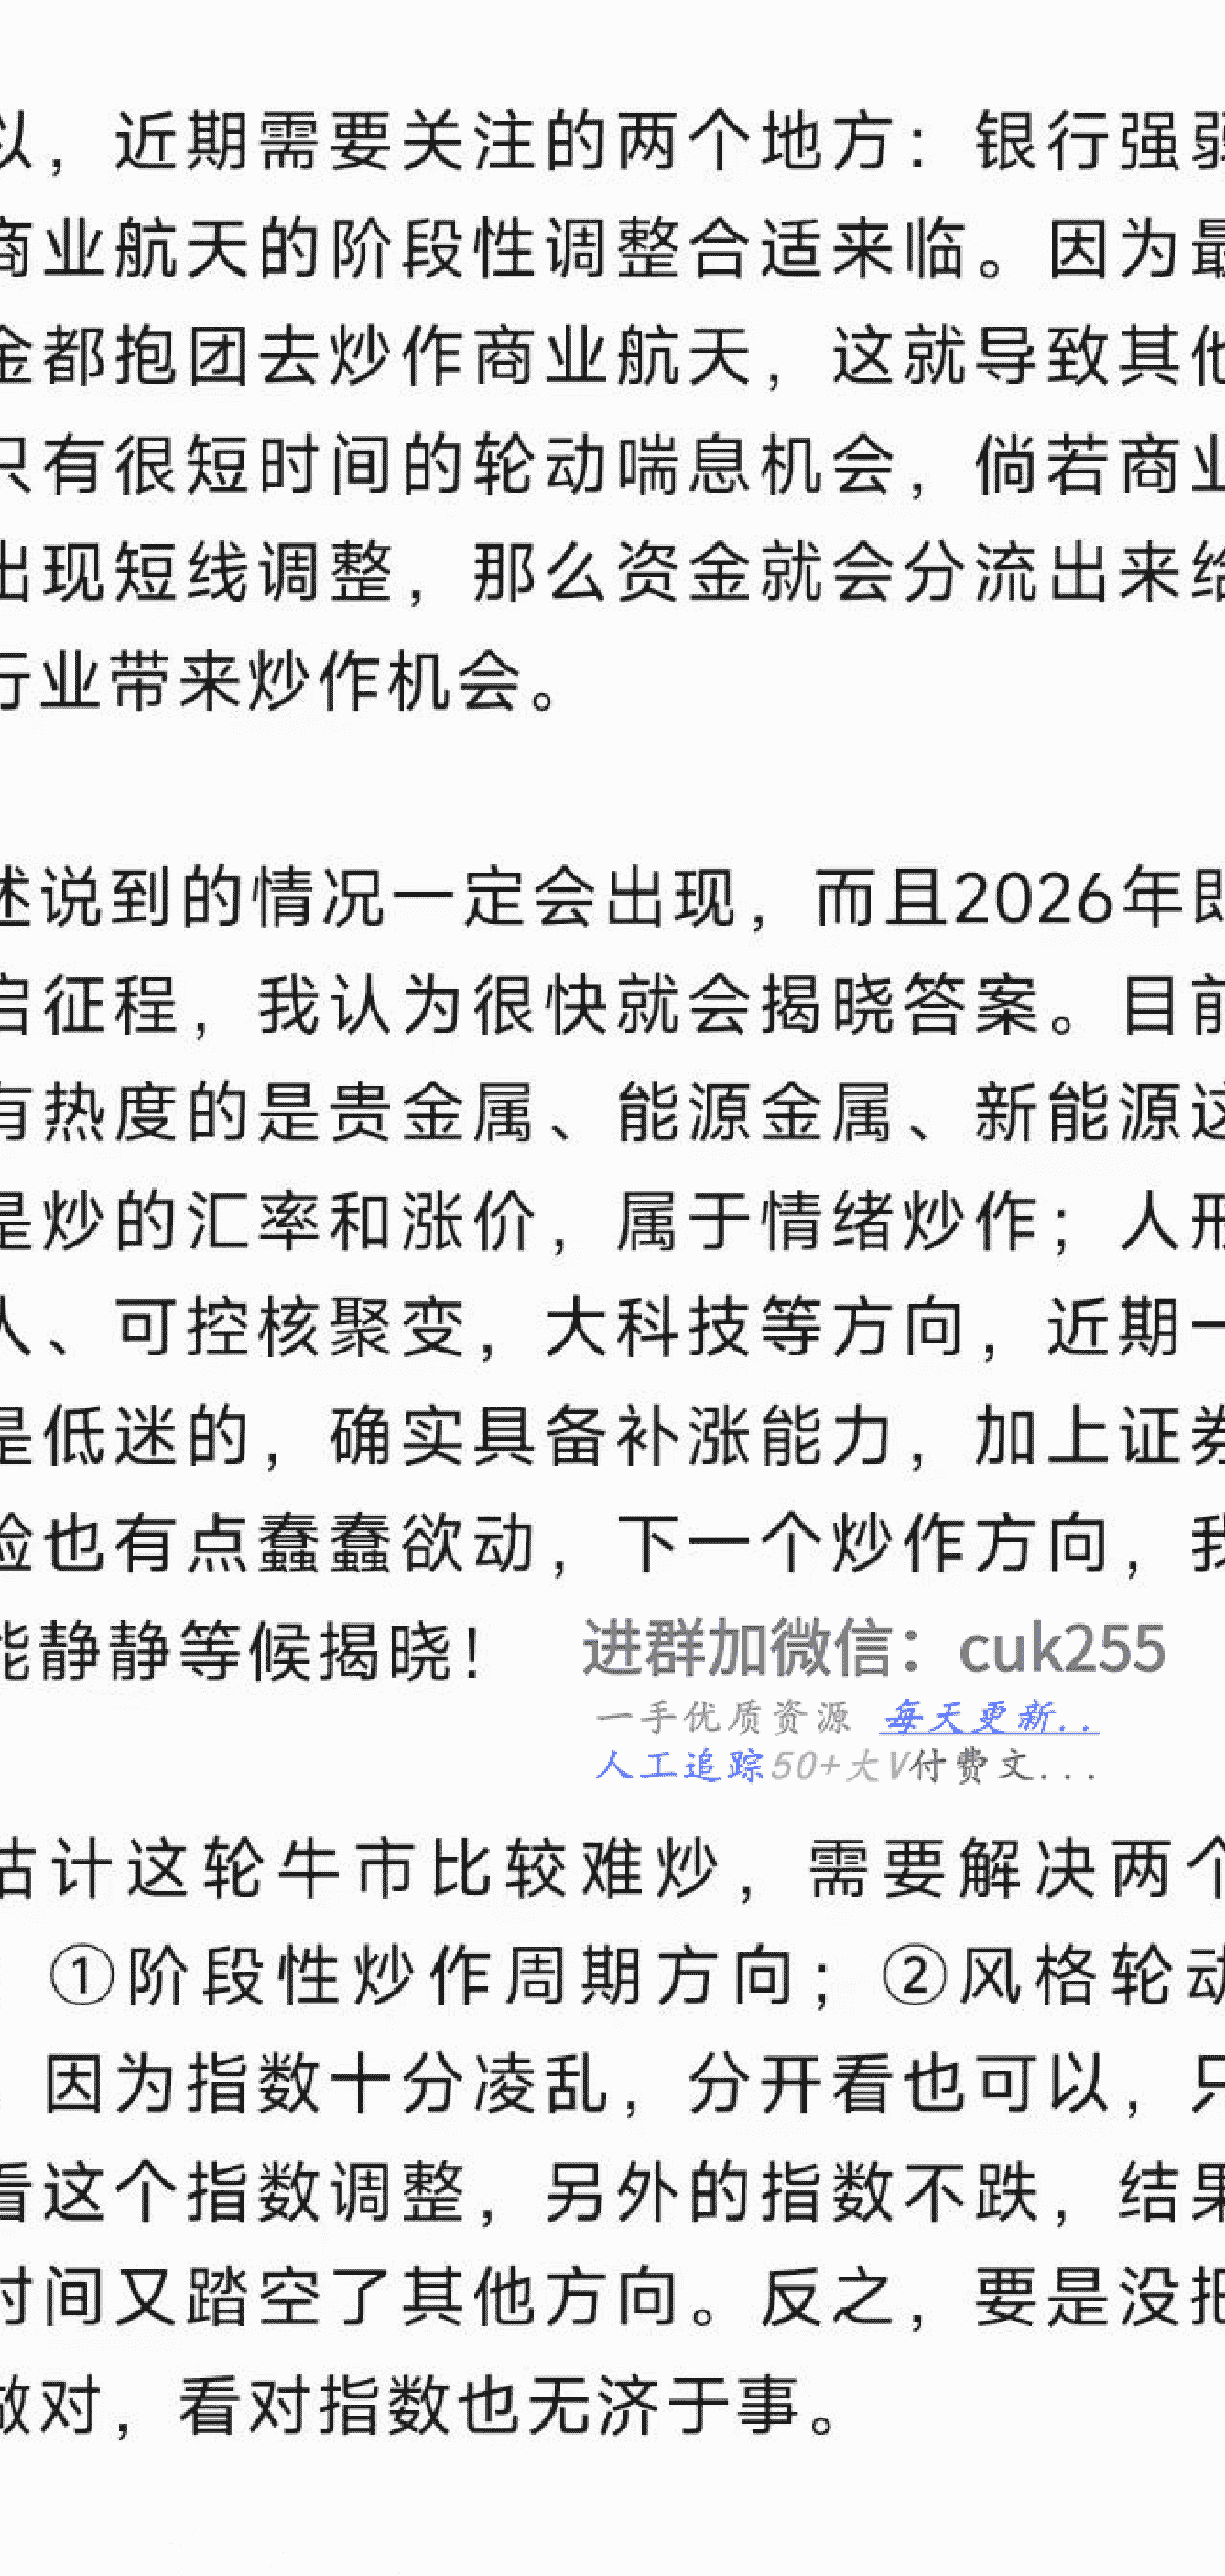 以，近期需要关注的两个地方：银行强弱
商业航天的阶段性调整合适来临。因为最
金都抱团去炒作商业航天，这就导致其他
只有很短时间的轮动喘息机会，倘若商业
出现短线调整，那么资金就会分流出来给
行业带来炒作机会。
述说到的情况一定会出现，而且2026年即
启征程，我认为很快就会揭晓答案。目前
有热度的是贵金属、能源金属、新能源这
是炒的汇率和涨价，属于情绪炒作；人形
人、可控核聚变，大科技等方向，近期一
是低迷的，确实具备补涨能力，加上证券
险也有点蠢蠢欲动，下一个炒作方向，我
能静静等候揭晓！
进群加微信：cuk255
一手优质资源 每天更新..
人工追踪50+大V付费文...
估计这轮牛市比较难炒，需要解决两个
①阶段性炒作周期方向；②风格轮动
因为指数十分凌乱，分开看也可以，只
看这个指数调整，另外的指数不跌，结果
时间又踏空了其他方向。反之，要是没把
做对，看对指数也无济于事。